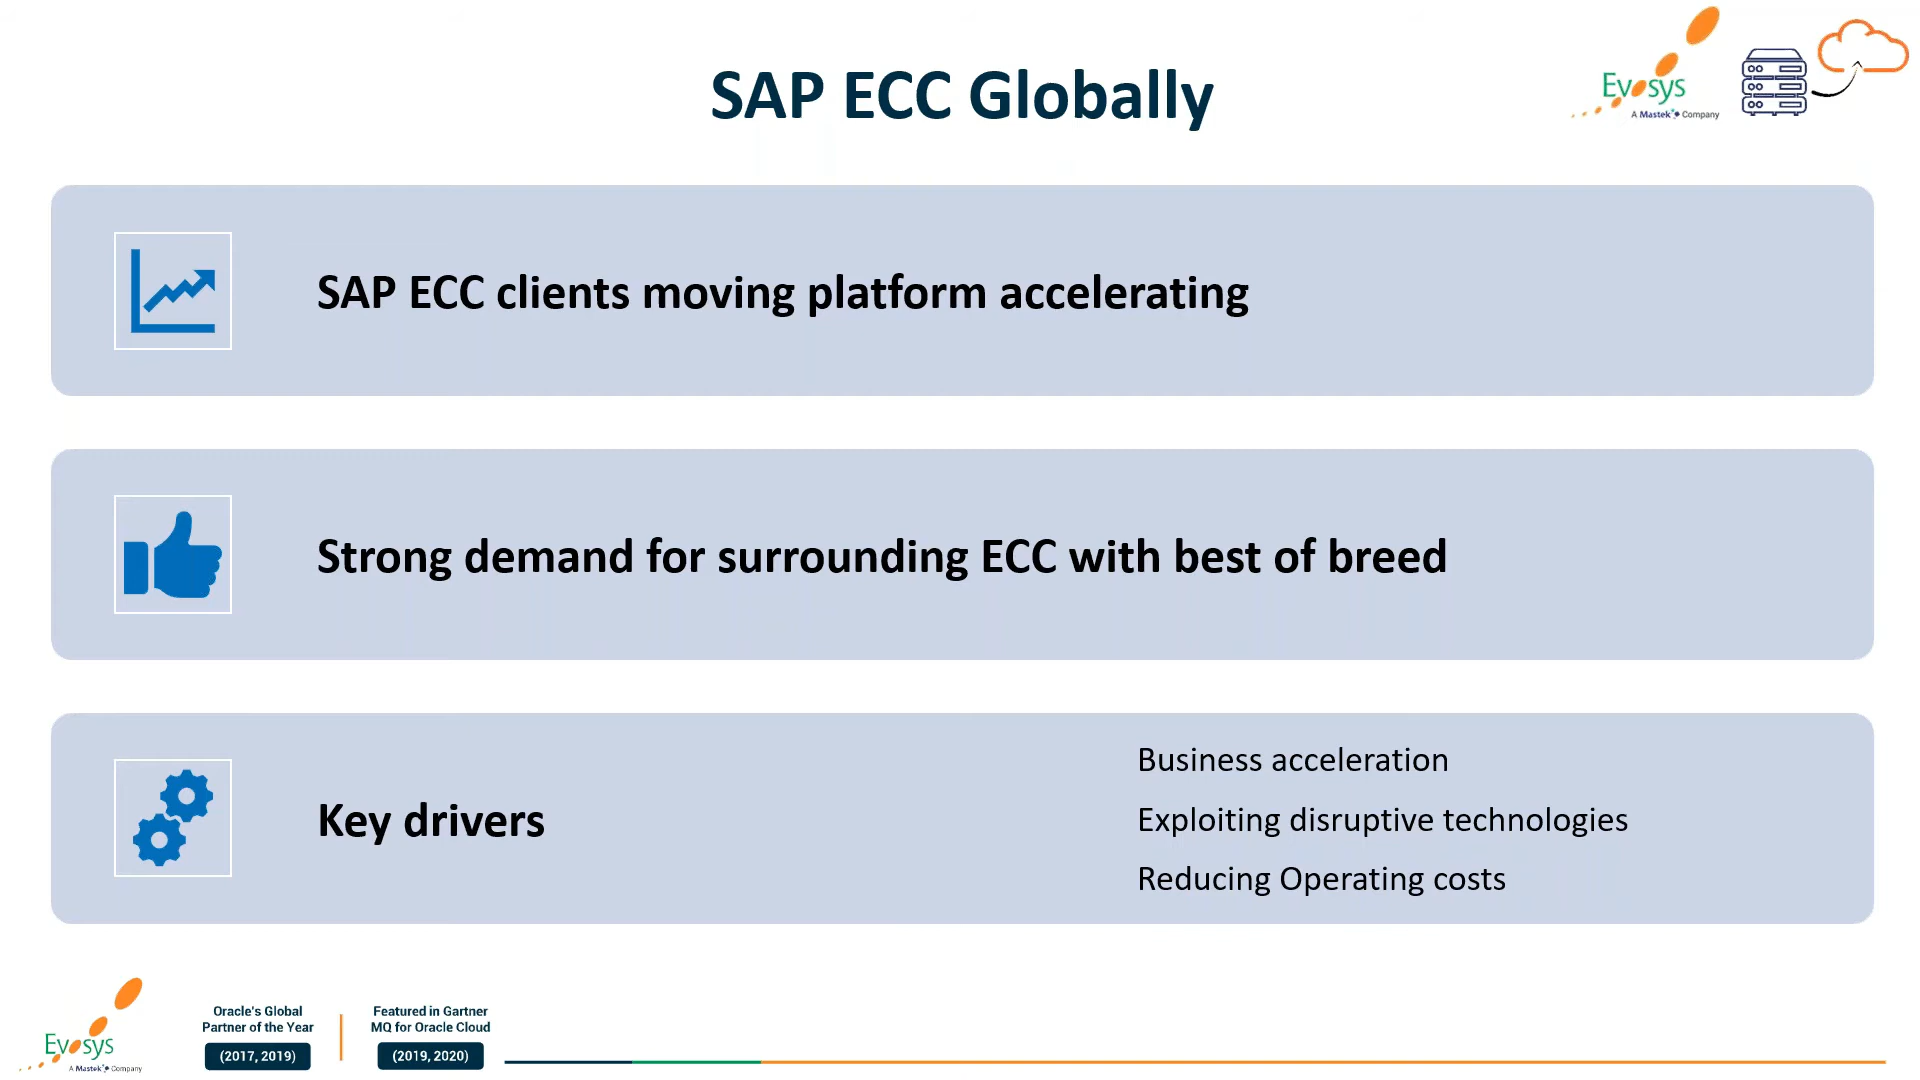 SAP ECC Globally
Evosys
A Mastek Company
SAP ECC clients moving platform accelerating
Strong demand for surrounding ECC with best of breed
Key drivers
Business acceleration
Exploiting disruptive technologies
Reducing Operating costs
Evosys
A Mastek Company
Oracle's Global
Partner of the Year
(2017, 2019)
Featured in Gartner
MQ for Oracle Cloud
(2019, 2020)